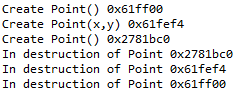 Create Point() 0x61ff00
Create Point(x,y) 0x61fef4
Create Point() 0x2781bc0
In destruction of Point 0x2781bc0
In destruction of Point 0x61fef4
In destruction of Point 0x61ff00